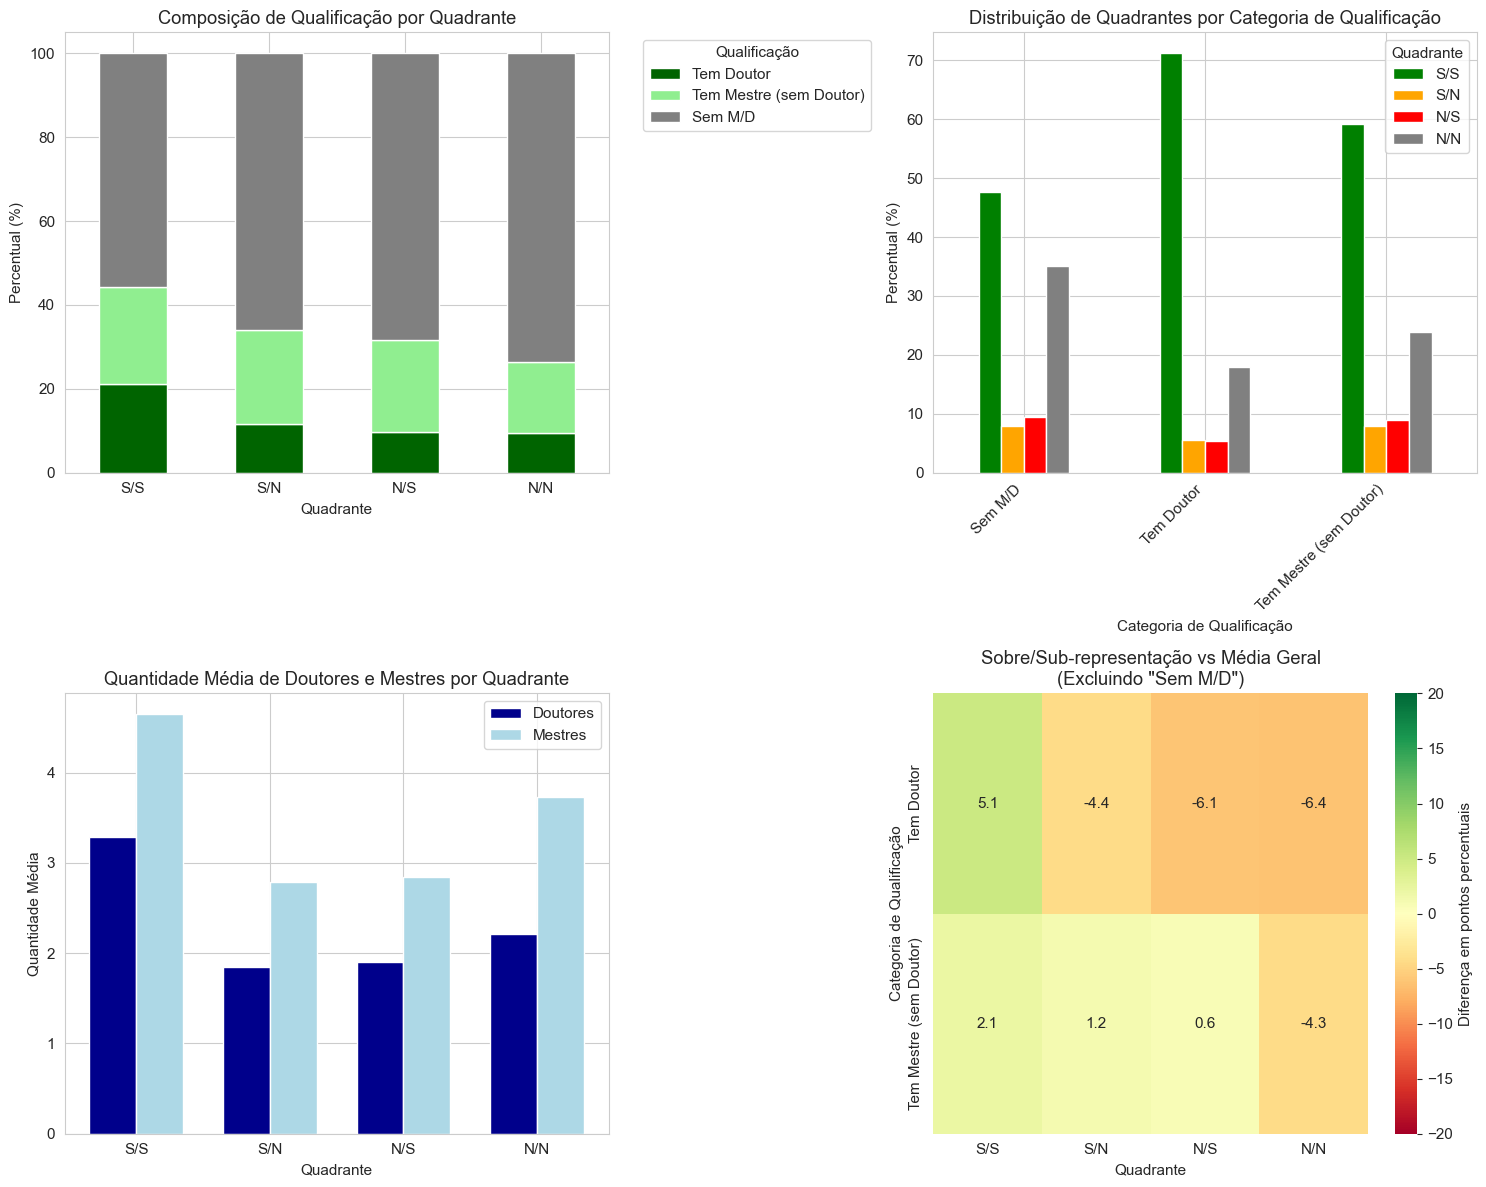 Composição de Qualificação por Quadrante
Percentual (%)
100
80
60
40
20
0
S/S
S/N
N/S
N/N
Quadrante
Qualificação
Tem Doutor
Tem Mestre (sem Doutor)
Sem M/D
Distribuição de Quadrantes por Categoria de Qualificação
Percentual (%)
70
60
50
40
30
20
10
0
Quadrante
S/S
S/N
N/S
N/N
Sem M/D
Tem Doutor
Tem Mestre (sem Doutor)
Categoria de Qualificação
Quantidade Média de Doutores e Mestres por Quadrante
Quantidade Média
4
3
2
1
0
Doutores
Mestres
S/S
S/N
N/S
N/N
Quadrante
Sobre/Sub-representação vs Média Geral
(Excluindo "Sem M/D")
Categoria de Qualificação
Tem Doutor
5.1
-4.4
-6.1
-6.4
Tem Mestre (sem Doutor)
2.1
1.2
0.6
-4.3
S/S
S/N
N/S
N/N
Quadrante
20
15
10
5
0
−5
−10
−15
−20
Diferença em pontos percentuais